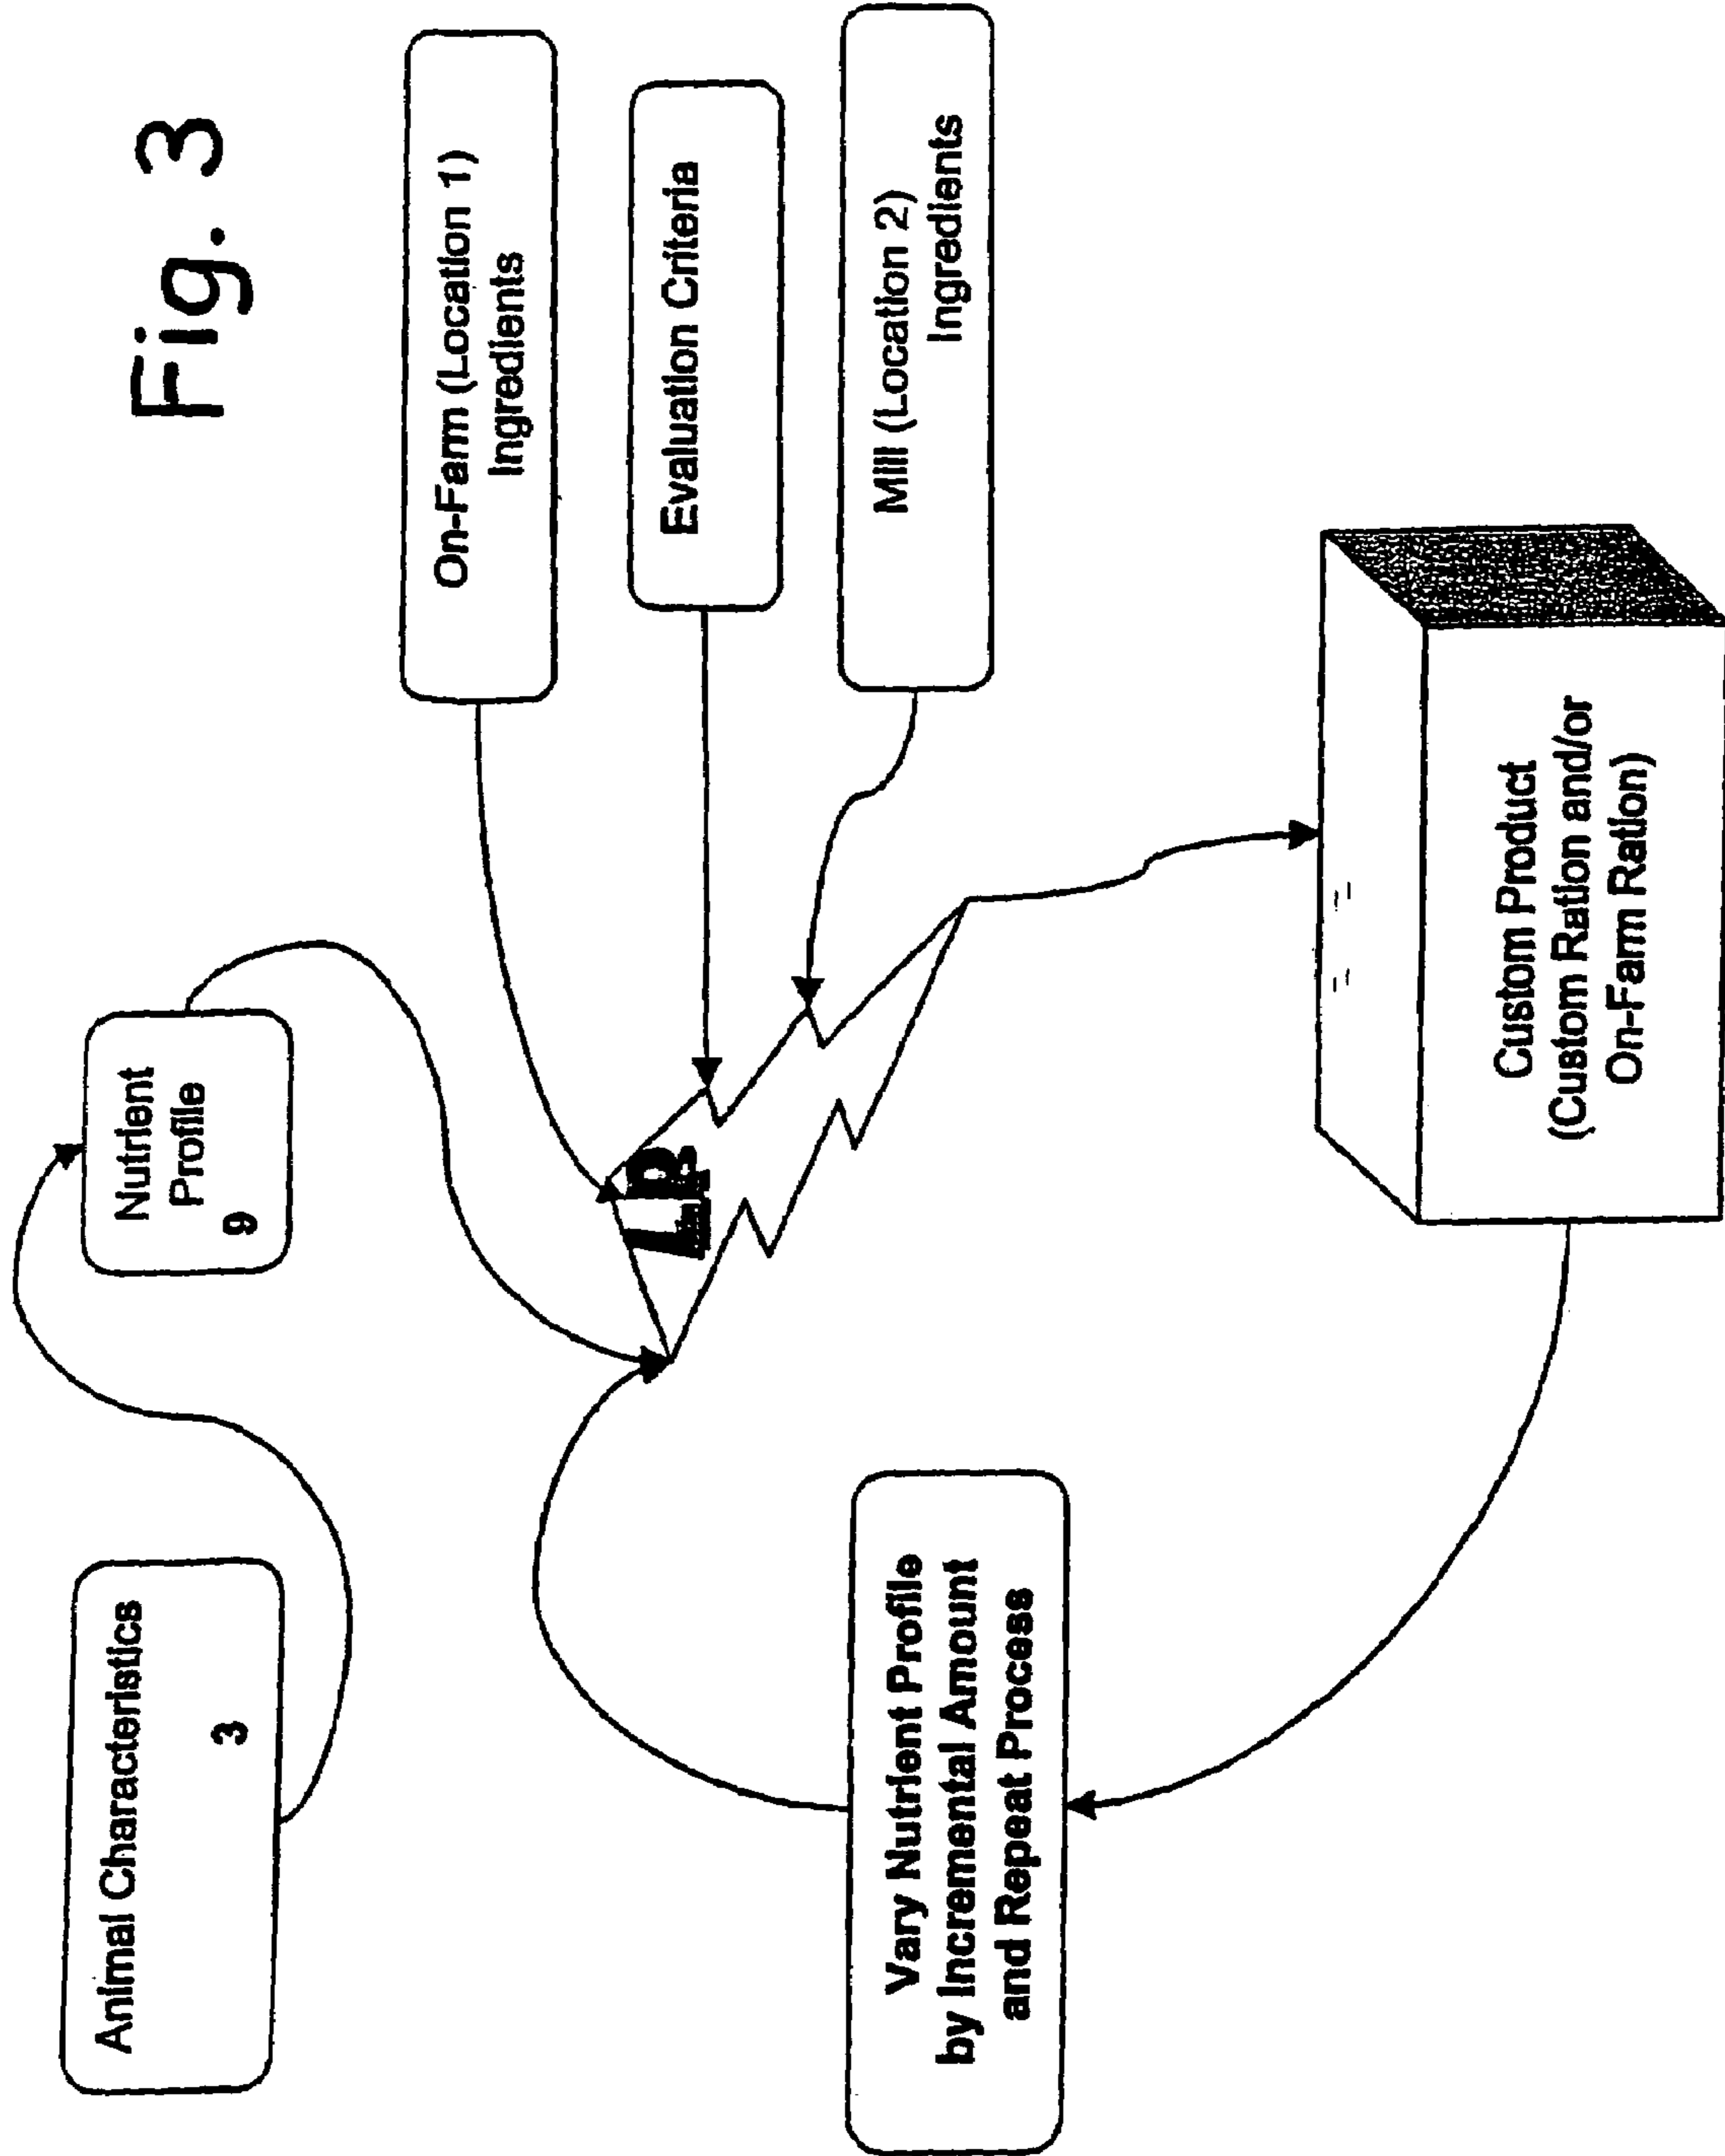 Fig. 3
Animal Characteristics
3
Nutrient
Profile
9
On-Farm (Location 1)
Ingredients
Evaluation Criteria
Mill (Location 2)
Ingredients
LP
Vary Nutrient Profile
by Incremental Amount
and Repeat Process
Custom Product
(Custom Ration and/or
On-Farm Ration)